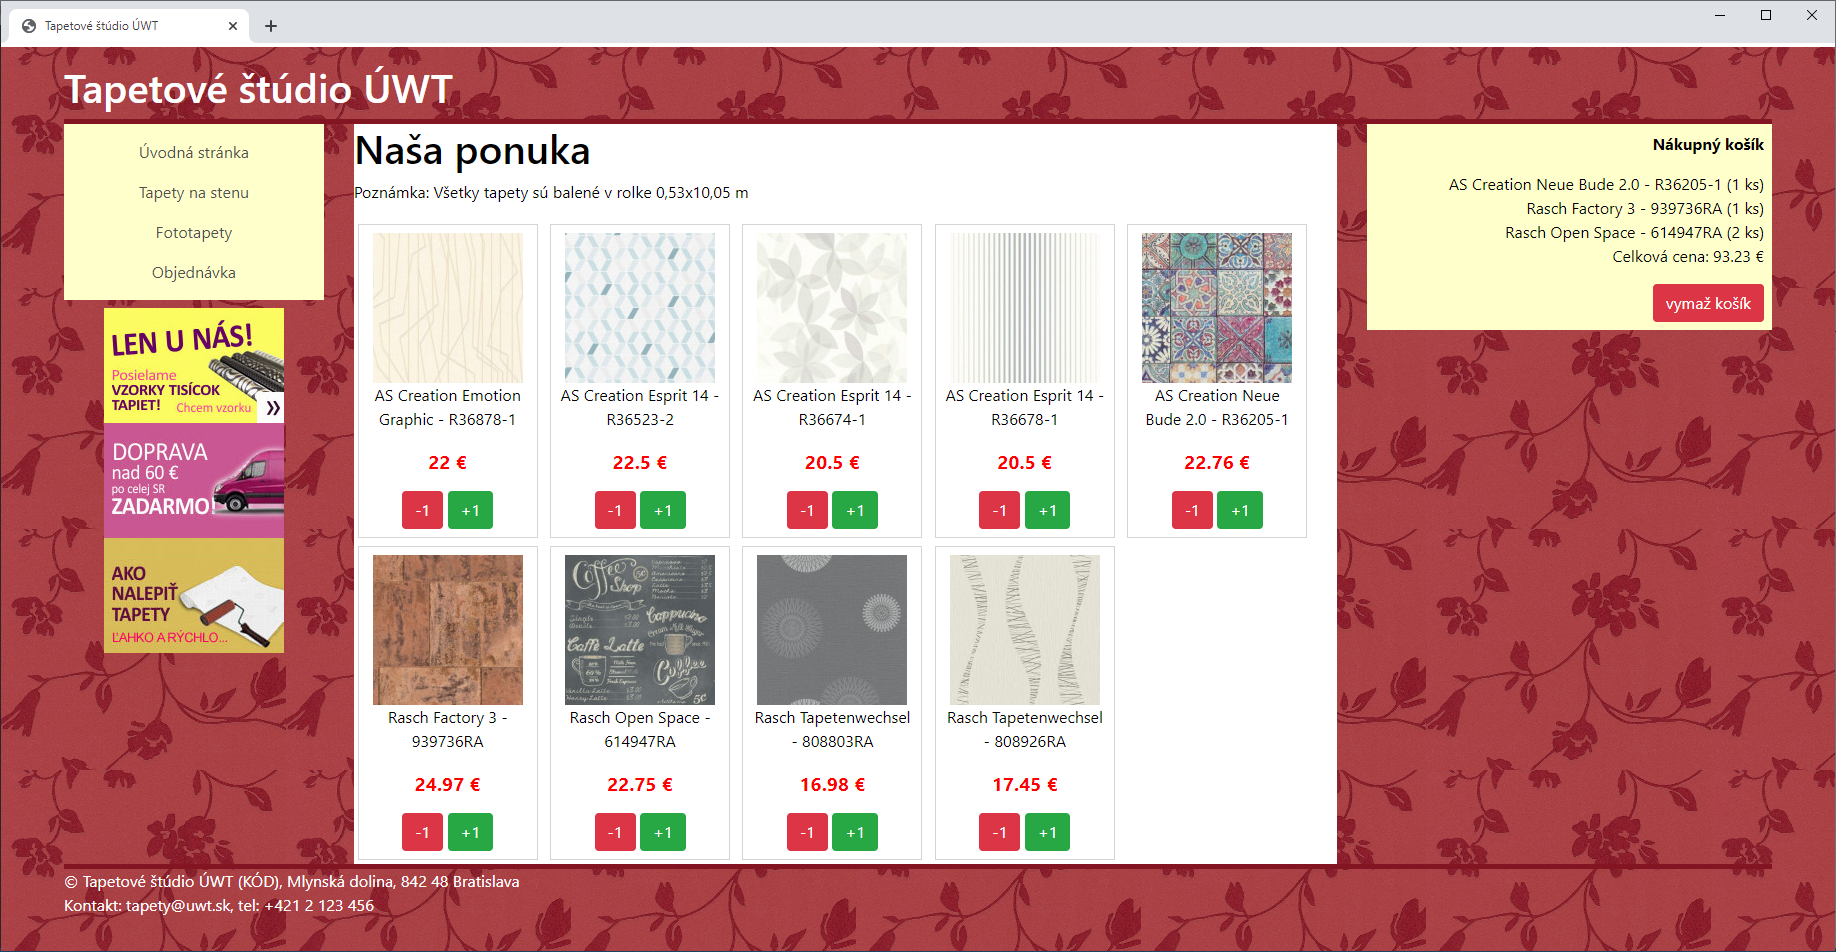 Tapetové štúdio ÚWT
Tapetové štúdio ÚWT
Úvodná stránka
Tapety na stenu
Fototapety
Objednávka
LEN U NÁS!
Posielame
VZORKY TISÍCOK
TAPIET!
Chcem vzorku
DOPRAVA
nad 60 €
po celej SR
ZADARMO!
AKO
NALEPIŤ
TAPETY
ĽAHKO A RÝCHLO...
Naša ponuka
Poznámka: Všetky tapety sú balené v rolke 0,53x10,05 m
AS Creation Emotion
Graphic - R36878-1
22 €
-1 +1
AS Creation Esprit 14 -
R36523-2
22.5 €
-1 +1
AS Creation Esprit 14 -
R36674-1
20.5 €
-1 +1
AS Creation Esprit 14 -
R36678-1
20.5 €
-1 +1
AS Creation Neue
Bude 2.0 - R36205-1
22.76 €
-1 +1
Rasch Factory 3 -
939736RA
24.97 €
-1 +1
Coffee
Shop
Cappucino
Caffè Latte
Coffee
5¢
Rasch Open Space -
614947RA
22.75 €
-1 +1
Rasch Tapetenwechsel
- 808803RA
16.98 €
-1 +1
Rasch Tapetenwechsel
- 808926RA
17.45 €
-1 +1
Nákupný košík
AS Creation Neue Bude 2.0 - R36205-1 (1 ks)
Rasch Factory 3 - 939736RA (1 ks)
Rasch Open Space - 614947RA (2 ks)
Celková cena: 93.23 €
vymaž košík
© Tapetové štúdio ÚWT (KÓD), Mlynská dolina, 842 48 Bratislava
Kontakt: tapety@uwt.sk, tel: +421 2 123 456